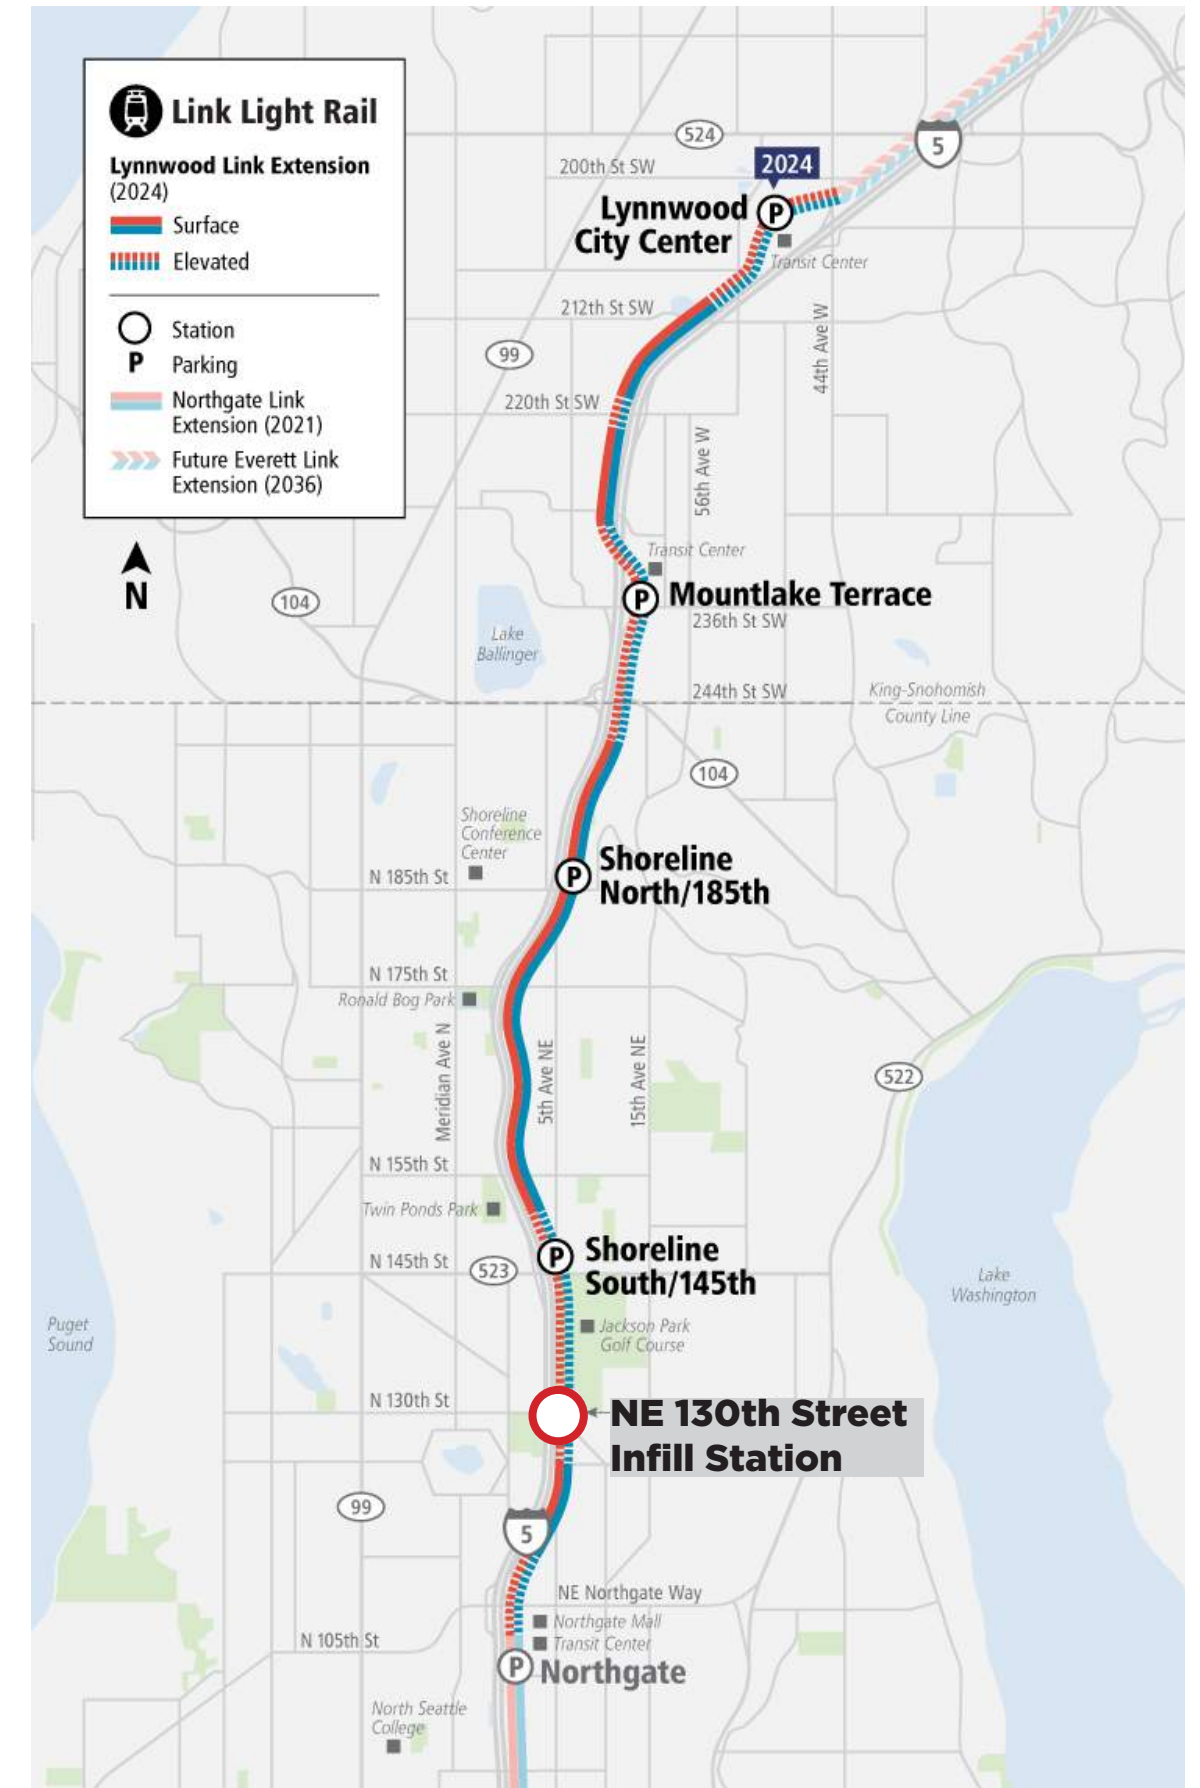 Link Light Rail
Lynnwood Link Extension
(2024)
Surface
Elevated
Station
P
Parking
Northgate Link
Extension (2021)
Future Everett Link
Extension (2036)
N
524
5
200th St SW
2024
Lynnwood
City Center
P
Transit Center
212th St SW
99
44th Ave W
220th St SW
56th Ave W
Transit Center
P
Mountlake Terrace
104
236th St SW
Lake
Ballinger
244th St SW
King-Snohomish
County Line
104
Shoreline
Conference
Center
N 185th St
P
Shoreline
North/185th
N 175th St
Ronald Bog Park
Meridian Ave N
5th Ave NE
15th Ave NE
522
N 155th St
Twin Ponds Park
N 145th St
523
P
Shoreline
South/145th
Lake
Washington
Puget
Sound
Jackson Park
Golf Course
N 130th St
NE 130th Street
Infill Station
99
5
NE Northgate Way
Northgate Mall
N 105th St
Transit Center
P
Northgate
North Seattle
College